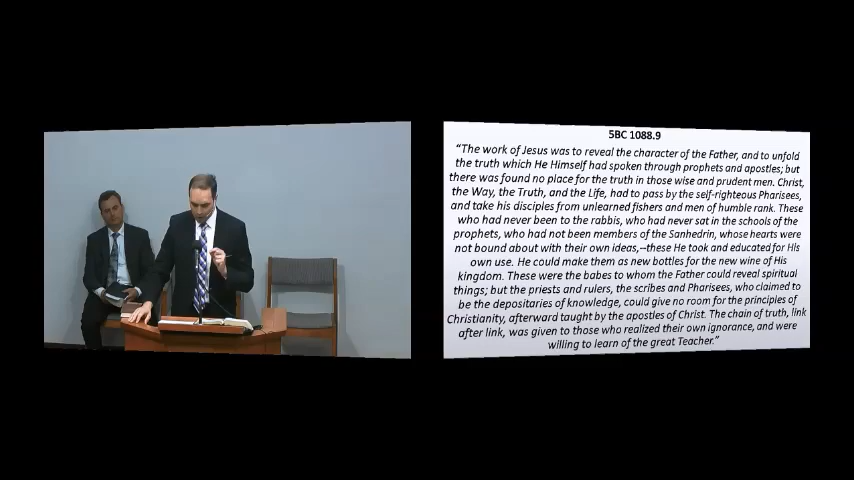 5BC 1088.9
"The work of Jesus was to reveal the character of the Father, and to unfold
the truth which He Himself had spoken through prophets and apostles; but
there was found no place for the truth in those wise and prudent men. Christ,
the Way, the Truth, and the Life, had to pass by the self-righteous Pharisees,
and take his disciples from unlearned fishers and men of humble rank. These
who had never been to the rabbis, who had never sat in the schools of the
prophets, who had not been members of the Sanhedrin, whose hearts were
not bound about with their own ideas,--these He took and educated for His
own use. He could make them as new bottles for the new wine of His
kingdom. These were the babes to whom the Father could reveal spiritual
things; but the priests and rulers, the scribes and Pharisees, who claimed to
be the depositaries of knowledge, could give no room for the principles of
Christianity, afterward taught by the apostles of Christ. The chain of truth, link
after link, was given to those who realized their own ignorance, and were
willing to learn of the great Teacher."